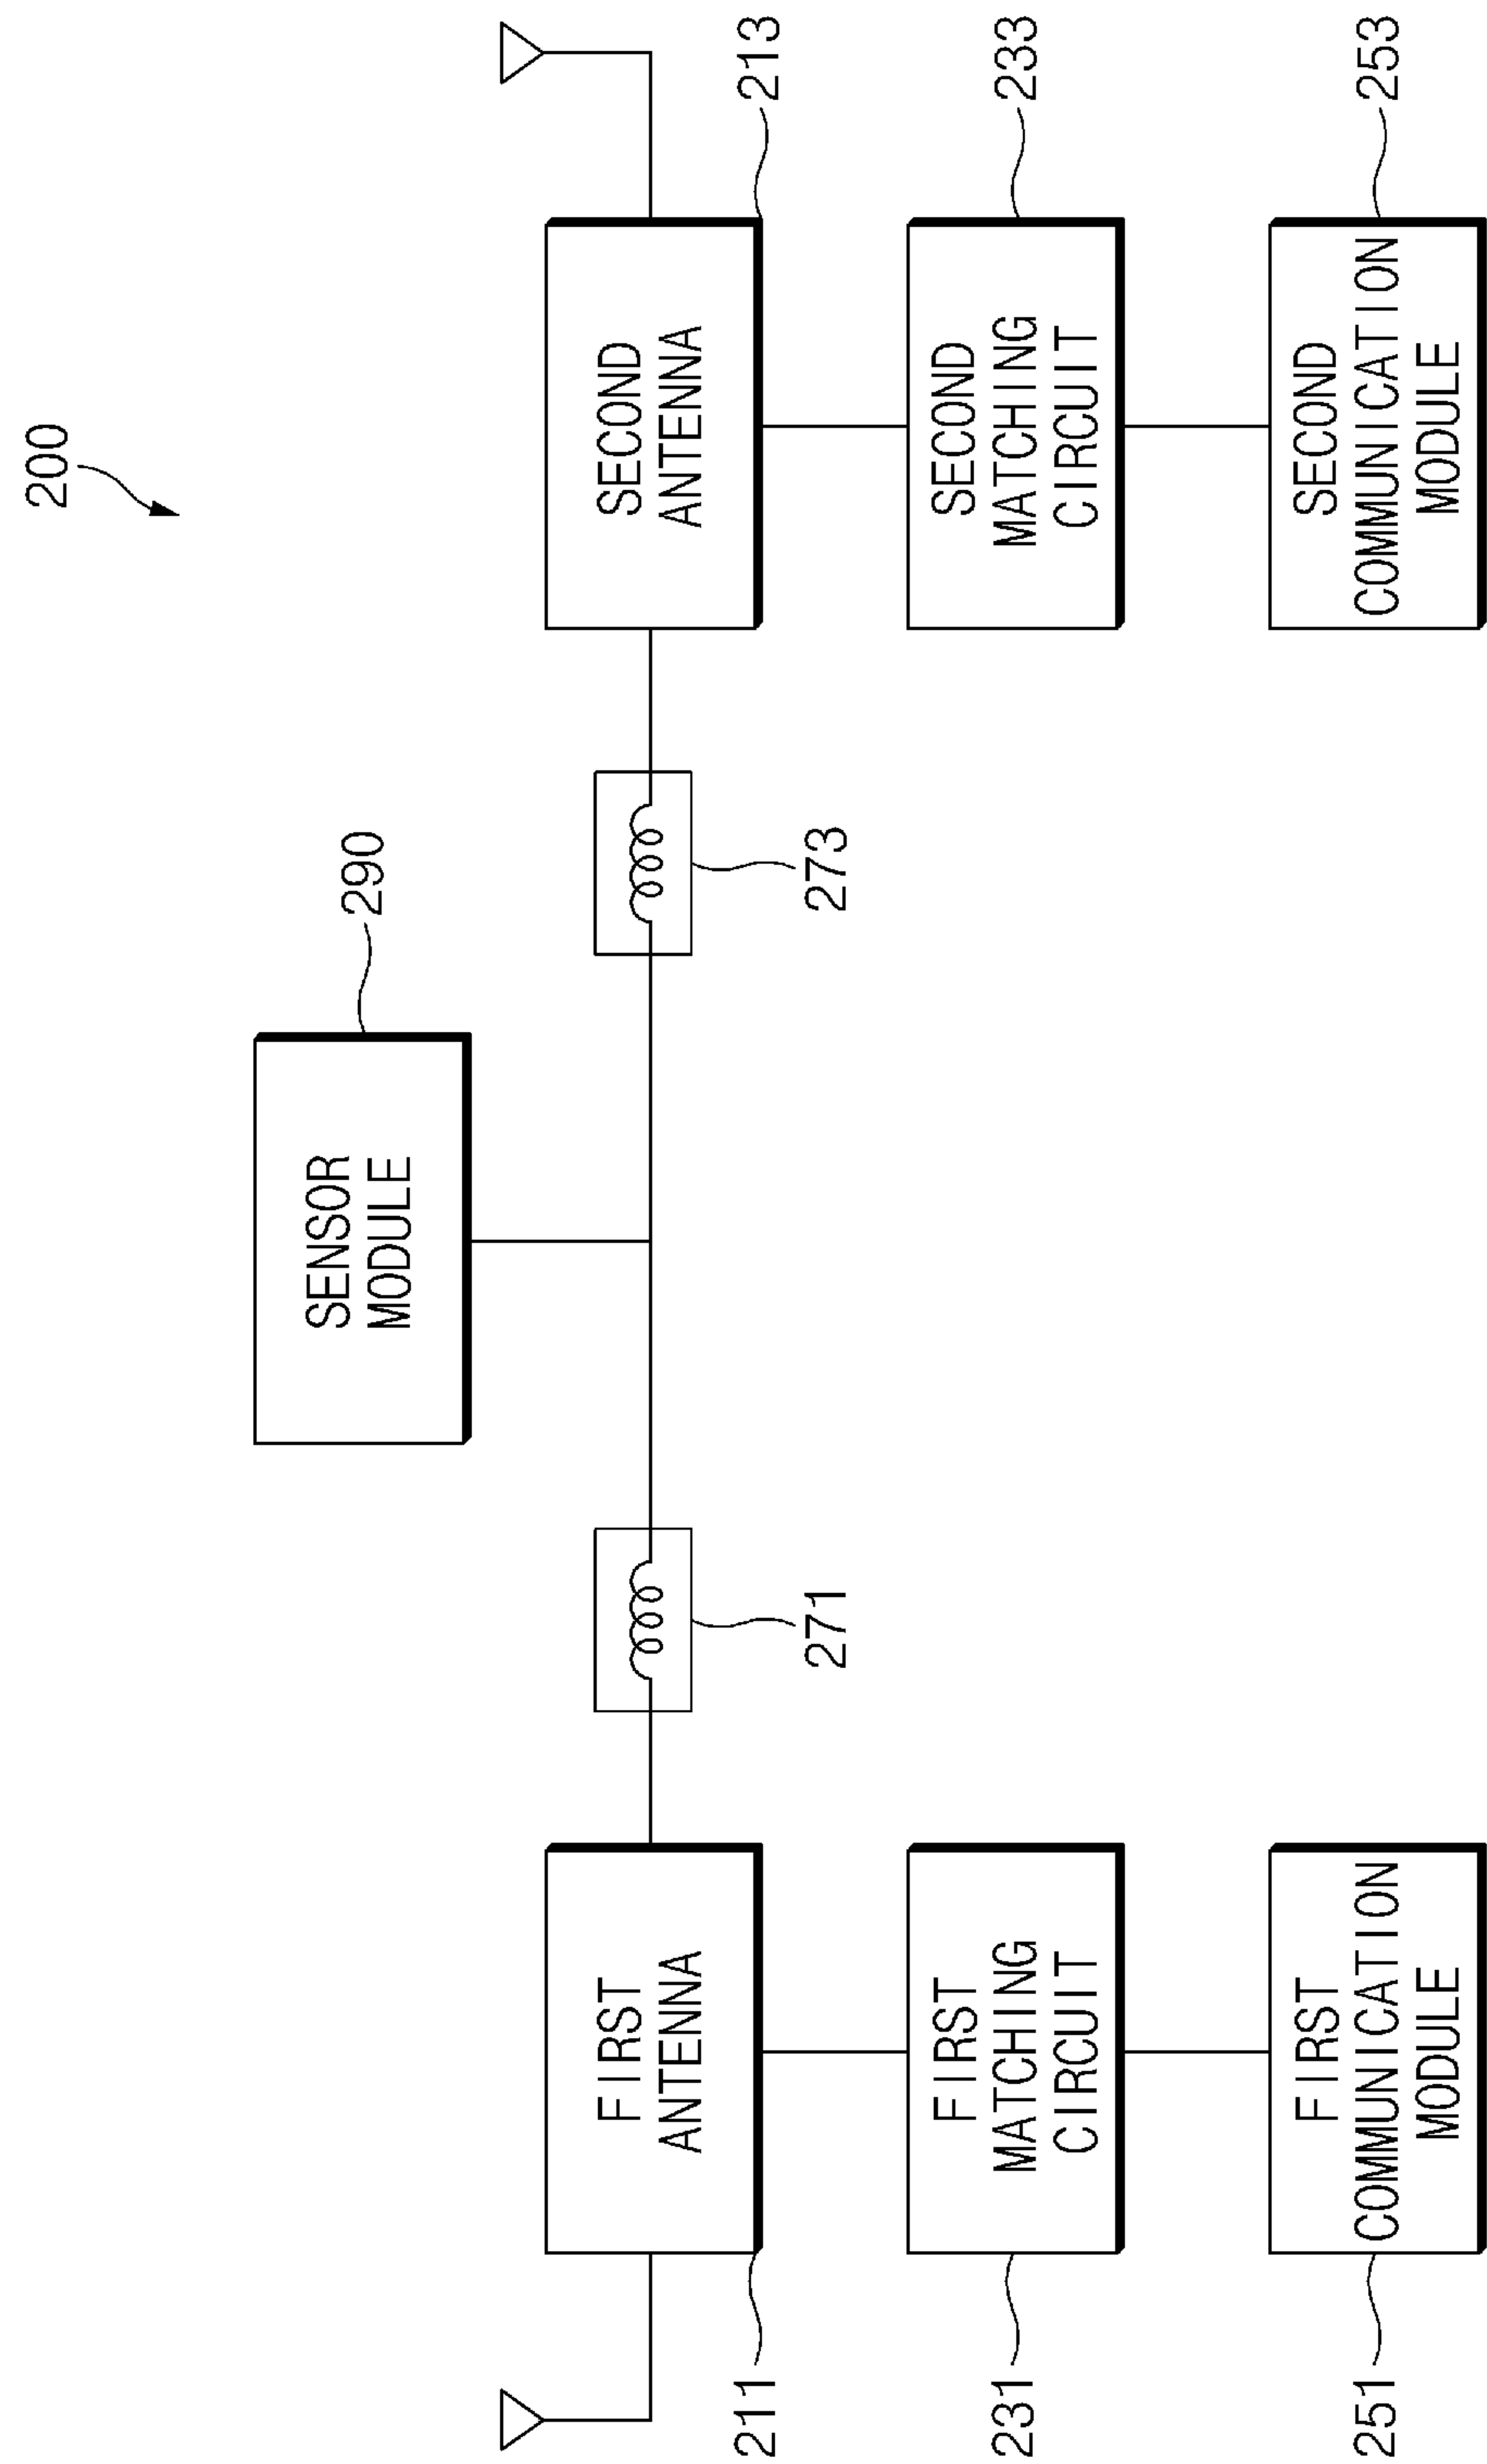 200
SENSOR
MODULE
290
271
273
FIRST
ANTENNA
211
SECOND
ANTENNA
213
FIRST
MATCHING
CIRCUIT
231
SECOND
MATCHING
CIRCUIT
233
FIRST
COMMUNICATION
MODULE
251
SECOND
COMMUNICATION
MODULE
253